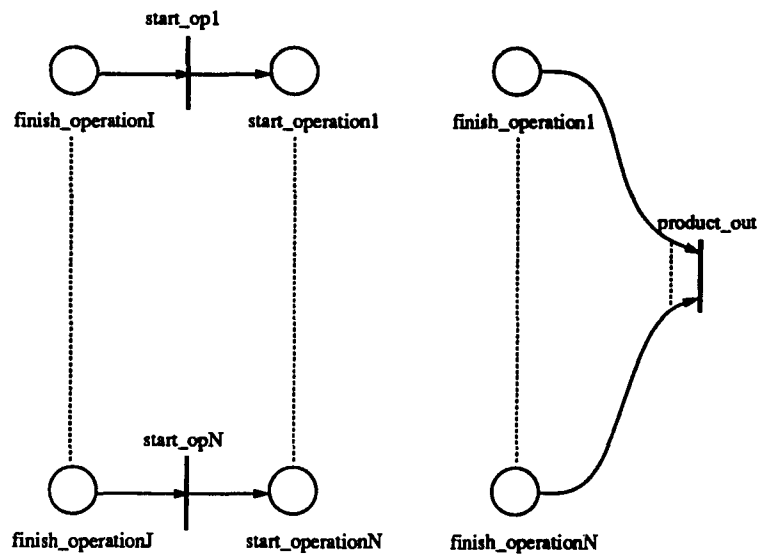 start_op1
finish_operationI
start_operation1
finish_operation1
product_out
start_opN
finish_operationJ
start_operationN
finish_operationN